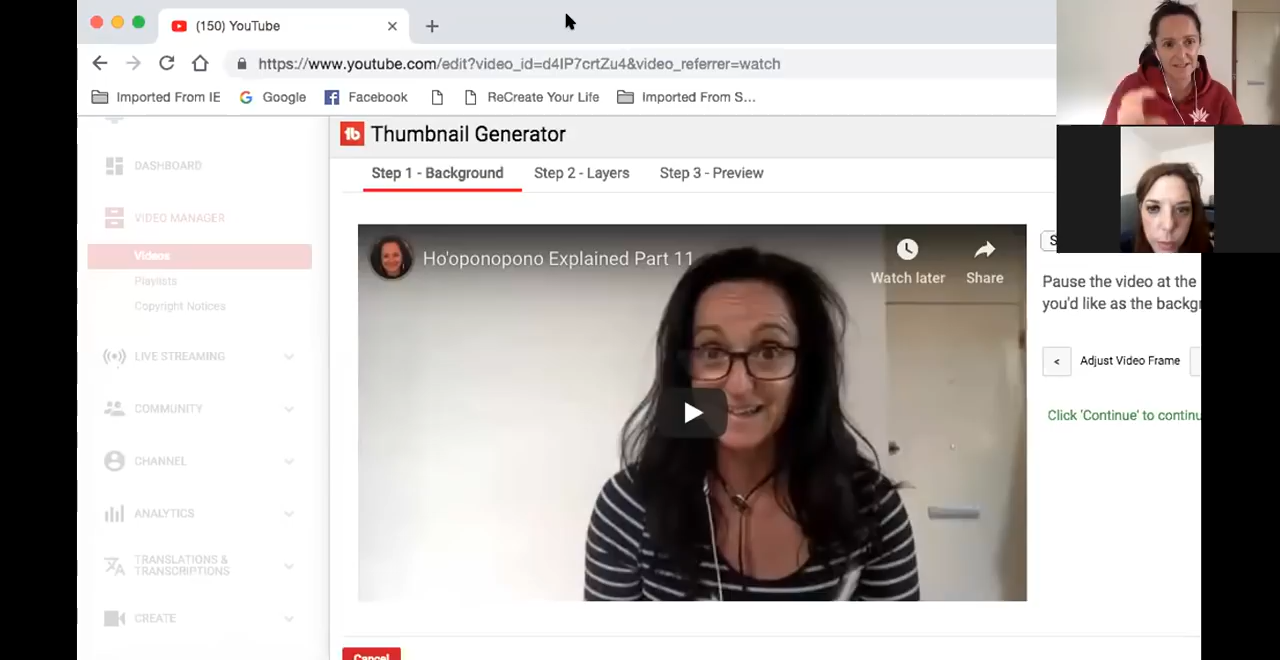 (150) YouTube
https://www.youtube.com/edit?video_id=d4IP7crtZu4&video_referrer=watch
Imported From IE Google Facebook ReCreate Your Life Imported From S...
tb Thumbnail Generator
Step 1 - Background Step 2 - Layers Step 3 - Preview
DASHBOARD
VIDEO MANAGER
Videos
Playlists
Copyright Notices
LIVE STREAMING
COMMUNITY
CHANNEL
ANALYTICS
TRANSLATIONS &
TRANSCRIPTIONS
CREATE
Ho'oponopono Explained Part 11
Watch later Share
Pause the video at the
you'd like as the backgr
< Adjust Video Frame
Click 'Continue' to continu
Cancel